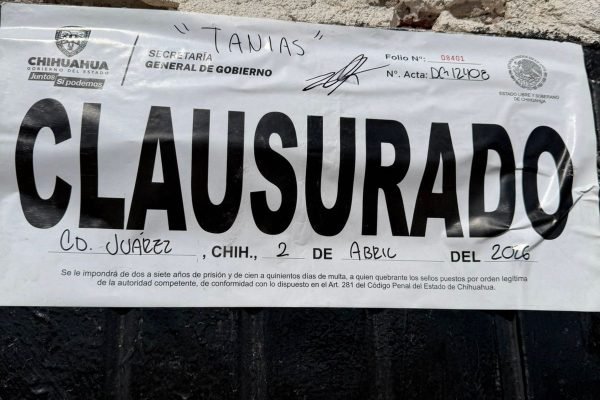 "TANIAS"
CHIHUAHUA
GOBIERNO DEL ESTADO
Juntos Sí podemos
SECRETARÍA
GENERAL DE GOBIERNO
Folio N°: 08401
N°. Acta: DG 12408
ESTADO LIBRE Y SOBERANO
DE CHIHUAHUA
CLAUSURADO
CD. JUÁREZ, CHIH., 2 DE ABRIL DEL 2026
Se le impondrá de dos a siete años de prisión y de cien a quinientos días de multa, a quien quebrante los sellos puestos por orden legítima
de la autoridad competente, de conformidad con lo dispuesto en el Art. 281 del Código Penal del Estado de Chihuahua.